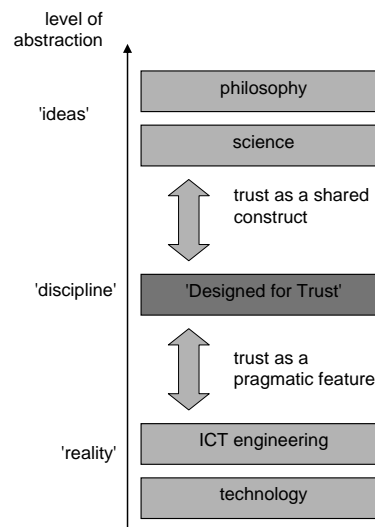 level of
abstraction
philosophy
'ideas'
science
trust as a shared
construct
'discipline'
'Designed for Trust'
trust as a
pragmatic feature
ICT engineering
'reality'
technology